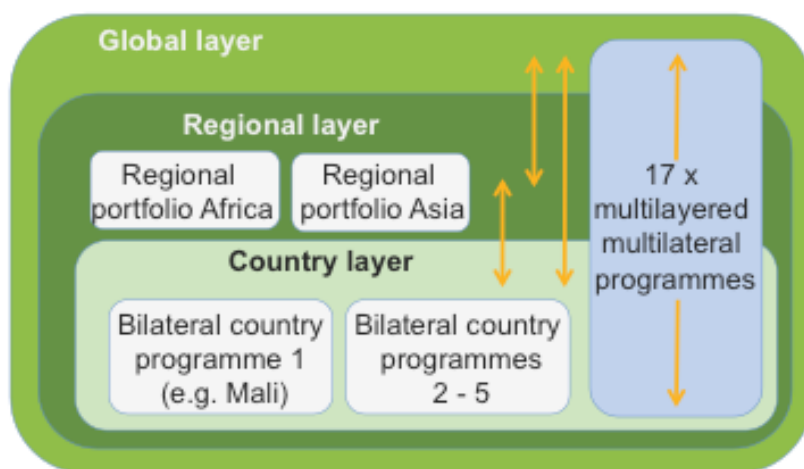 Global layer
Regional layer
Regional
portfolio Africa
Regional
portfolio Asia
17 x
multilayered
multilateral
programmes
Country layer
Bilateral country
programme 1
(e.g. Mali)
Bilateral country
programmes
2 - 5